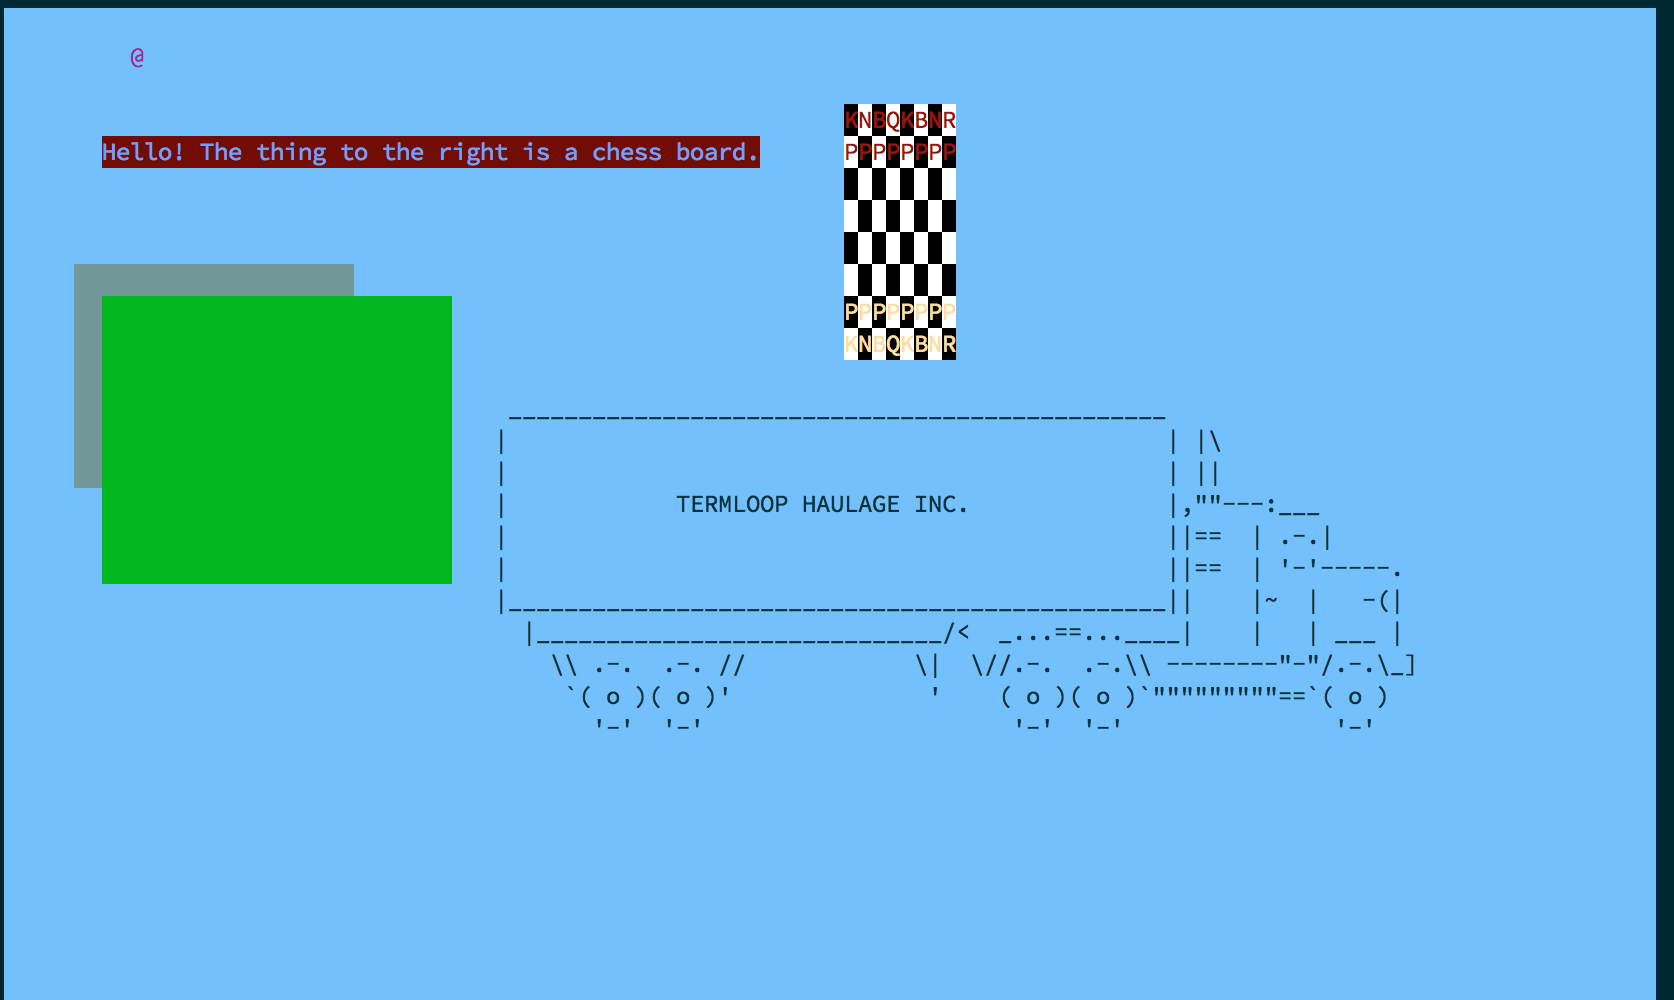 @
Hello! The thing to the right is a chess board.
KNBQKBNR
PPPPPPPP
PPPPPPPP
KNBQKBNR
TERMLOOP HAULAGE INC.